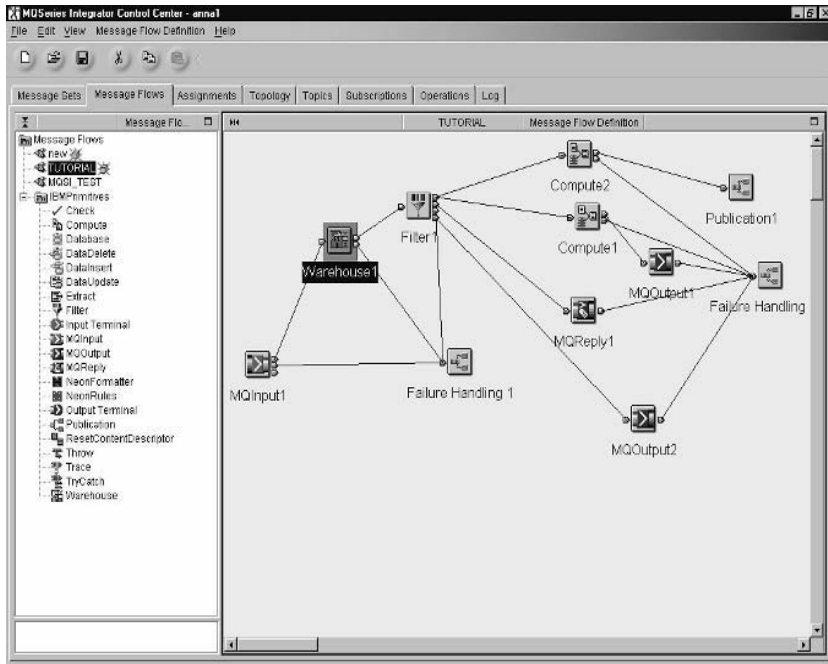 MQSeries Integrator Control Center - anna1
File Edit View Message Flow Definition Help
Message Sets Message Flows Assignments Topology Topics Subscriptions Operations Log
Message Flo...
TUTORIAL Message Flow Definition
Message Flows
new
TUTORIAL
MQSI_TEST
IBMPrimitives
Check
Compute
Database
DataDelete
DataInsert
DataUpdate
Extract
Filter
Input Terminal
MQInput
MQOutput
MQReply
NeonFormatter
NeonRules
Output Terminal
Publication
ResetContentDescriptor
Throw
Trace
TryCatch
Warehouse
Compute2
Publication1
Filter1
Compute1
Warehouse1
MQOutput1
Failure Handling
MQReply1
MQInput1
Failure Handling 1
MQOutput2